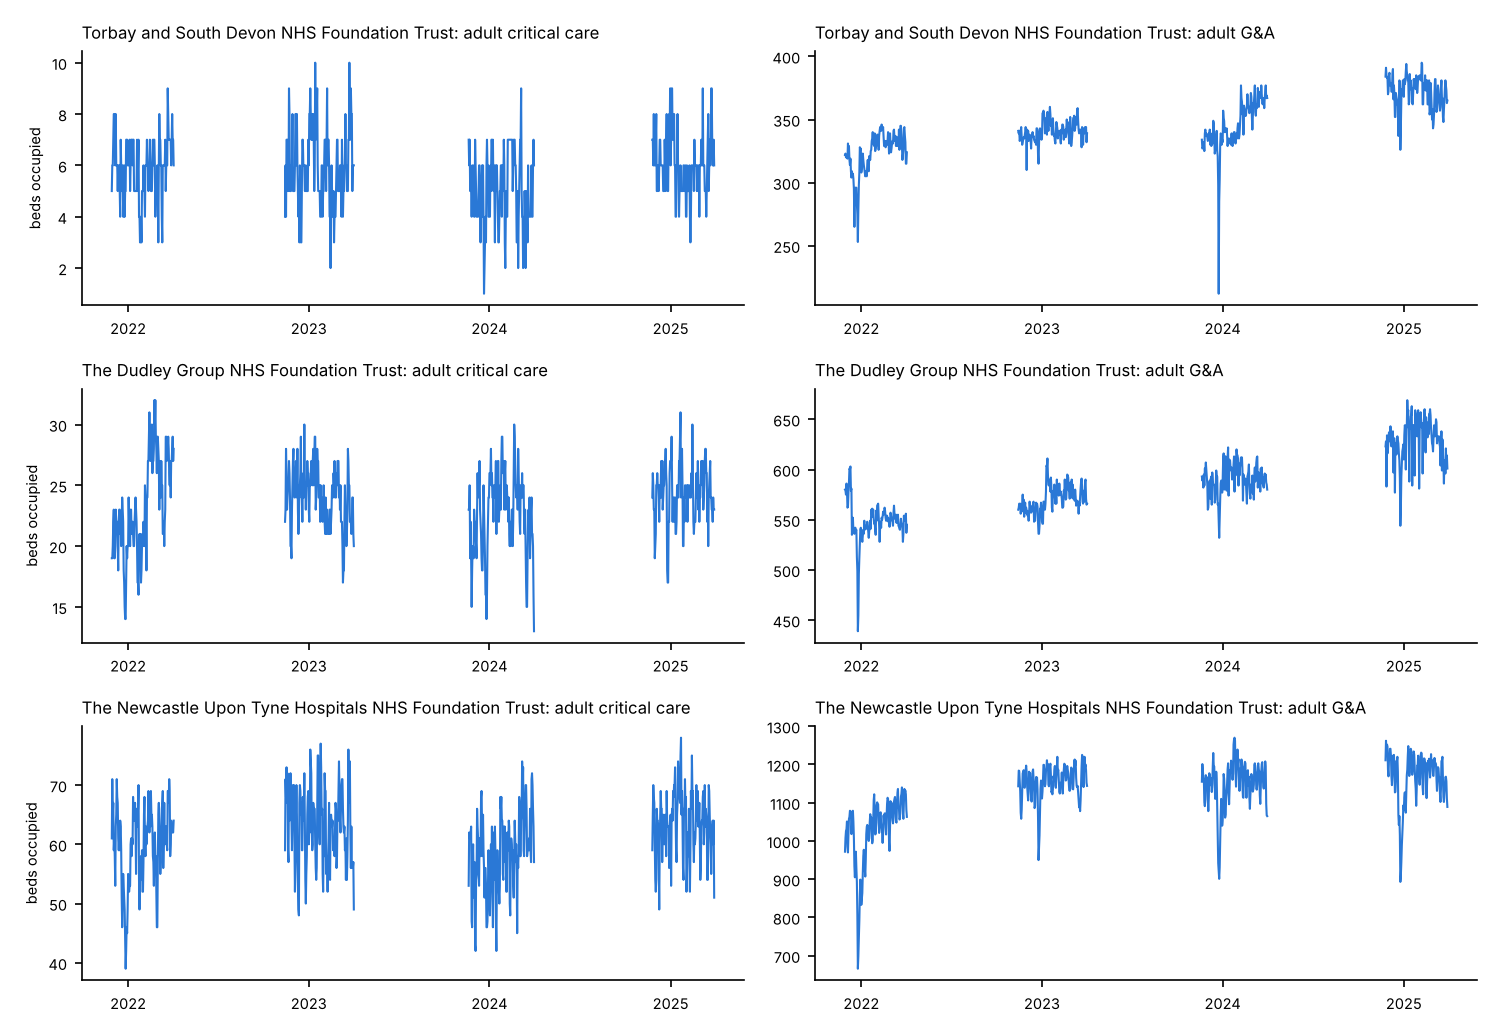 Torbay and South Devon NHS Foundation Trust: adult critical care
beds occupied
10
8
6
4
2
2022 2023 2024 2025
Torbay and South Devon NHS Foundation Trust: adult G&A
400
350
300
250
2022 2023 2024 2025
The Dudley Group NHS Foundation Trust: adult critical care
beds occupied
30
25
20
15
2022 2023 2024 2025
The Dudley Group NHS Foundation Trust: adult G&A
650
600
550
500
450
2022 2023 2024 2025
The Newcastle Upon Tyne Hospitals NHS Foundation Trust: adult critical care
beds occupied
70
60
50
40
2022 2023 2024 2025
The Newcastle Upon Tyne Hospitals NHS Foundation Trust: adult G&A
1300
1200
1100
1000
900
800
700
2022 2023 2024 2025